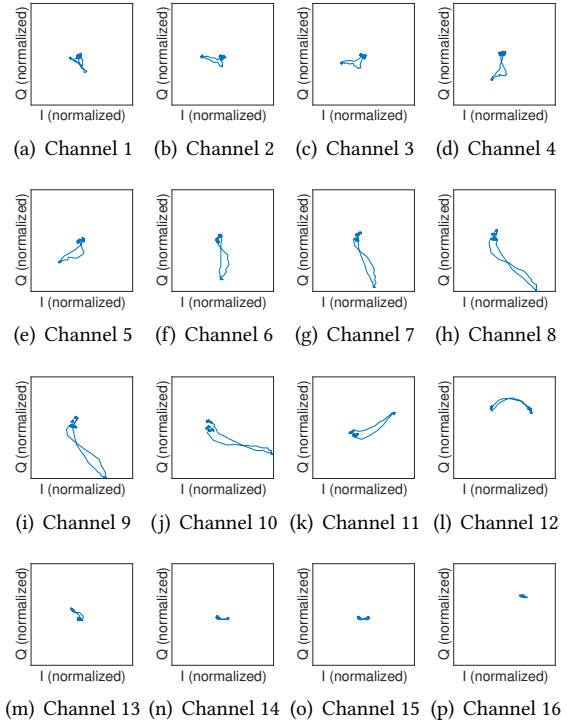 Q (normalized) Q (normalized) Q (normalized) Q (normalized)
I (normalized) I (normalized) I (normalized) I (normalized)
(a) Channel 1 (b) Channel 2 (c) Channel 3 (d) Channel 4
Q (normalized) Q (normalized) Q (normalized) Q (normalized)
I (normalized) I (normalized) I (normalized) I (normalized)
(e) Channel 5 (f) Channel 6 (g) Channel 7 (h) Channel 8
Q (normalized) Q (normalized) Q (normalized) Q (normalized)
I (normalized) I (normalized) I (normalized) I (normalized)
(i) Channel 9 (j) Channel 10 (k) Channel 11 (l) Channel 12
Q (normalized) Q (normalized) Q (normalized) Q (normalized)
I (normalized) I (normalized) I (normalized) I (normalized)
(m) Channel 13 (n) Channel 14 (o) Channel 15 (p) Channel 16